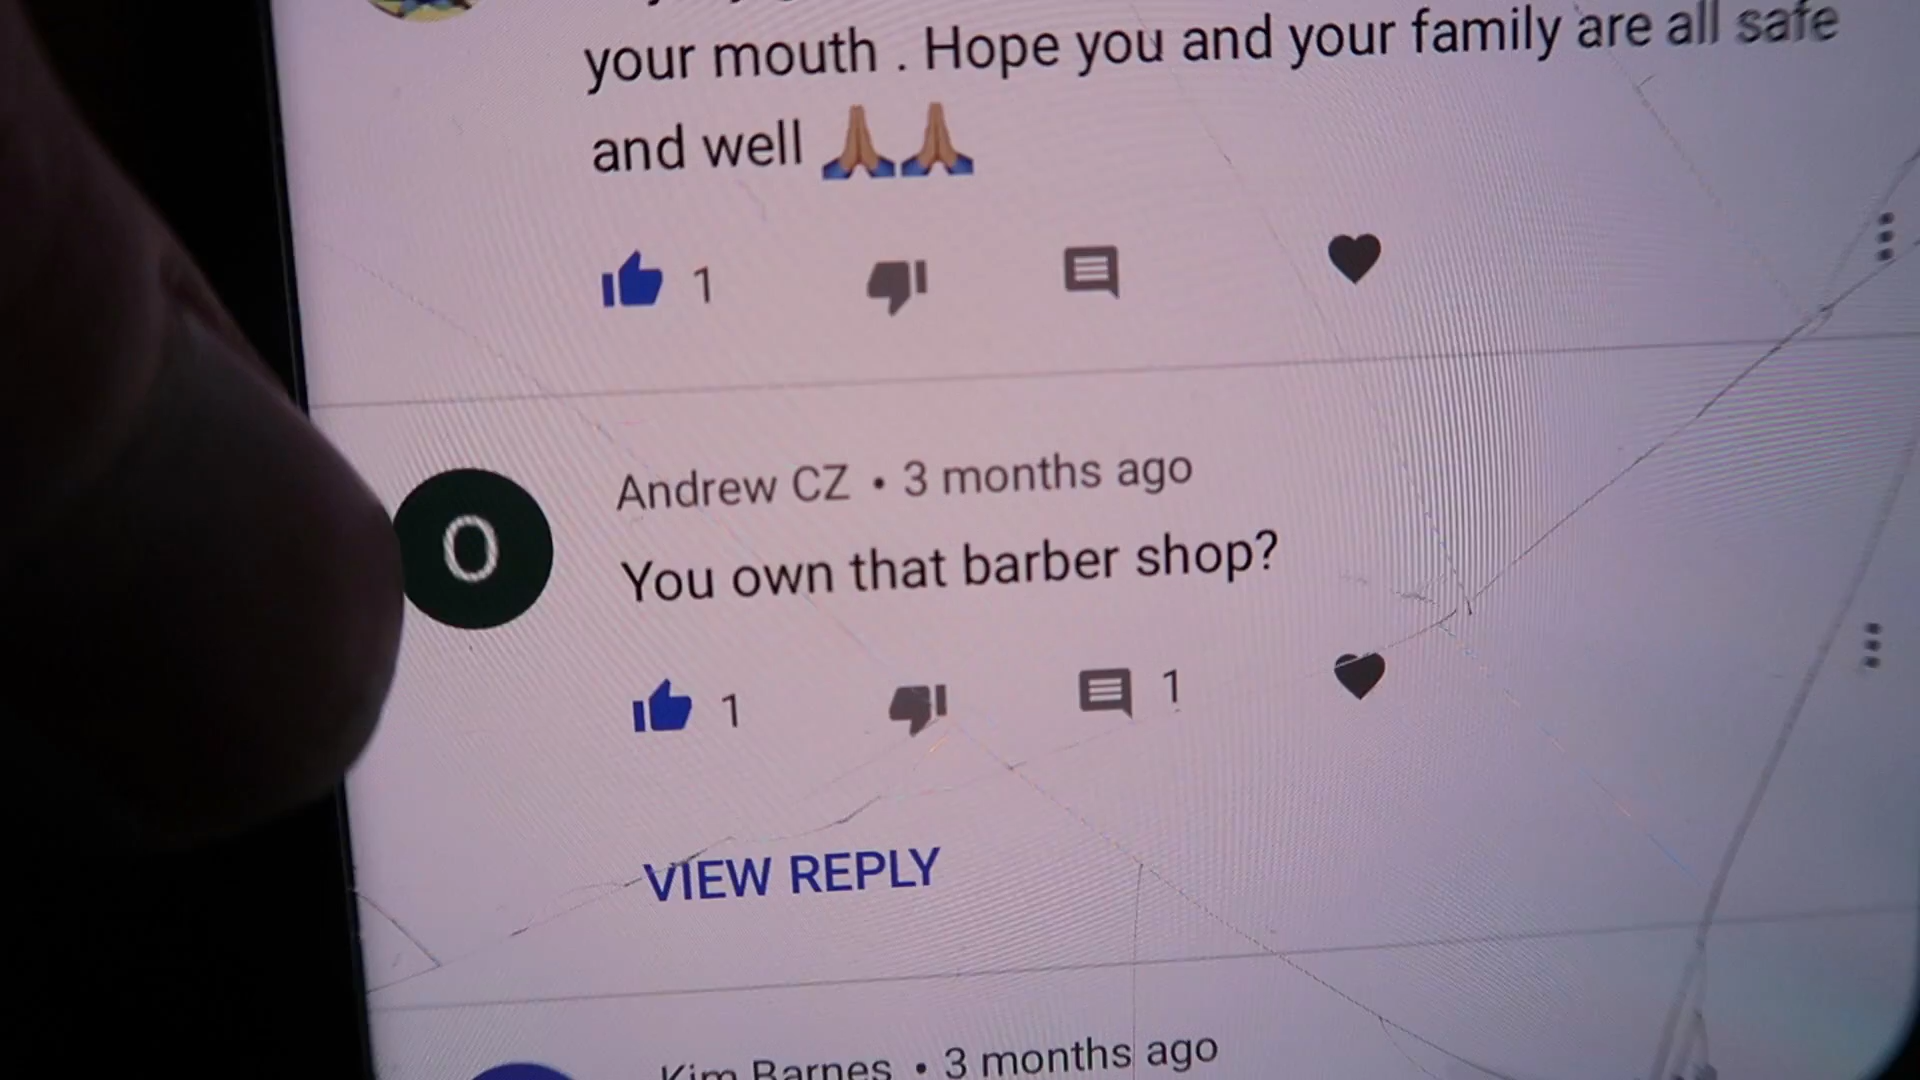 your mouth . Hope you and your family are all safe
and well 🙏🏽🙏🏽
1
Andrew CZ • 3 months ago
O
You own that barber shop?
1 1
VIEW REPLY
Kim Barnes • 3 months ago